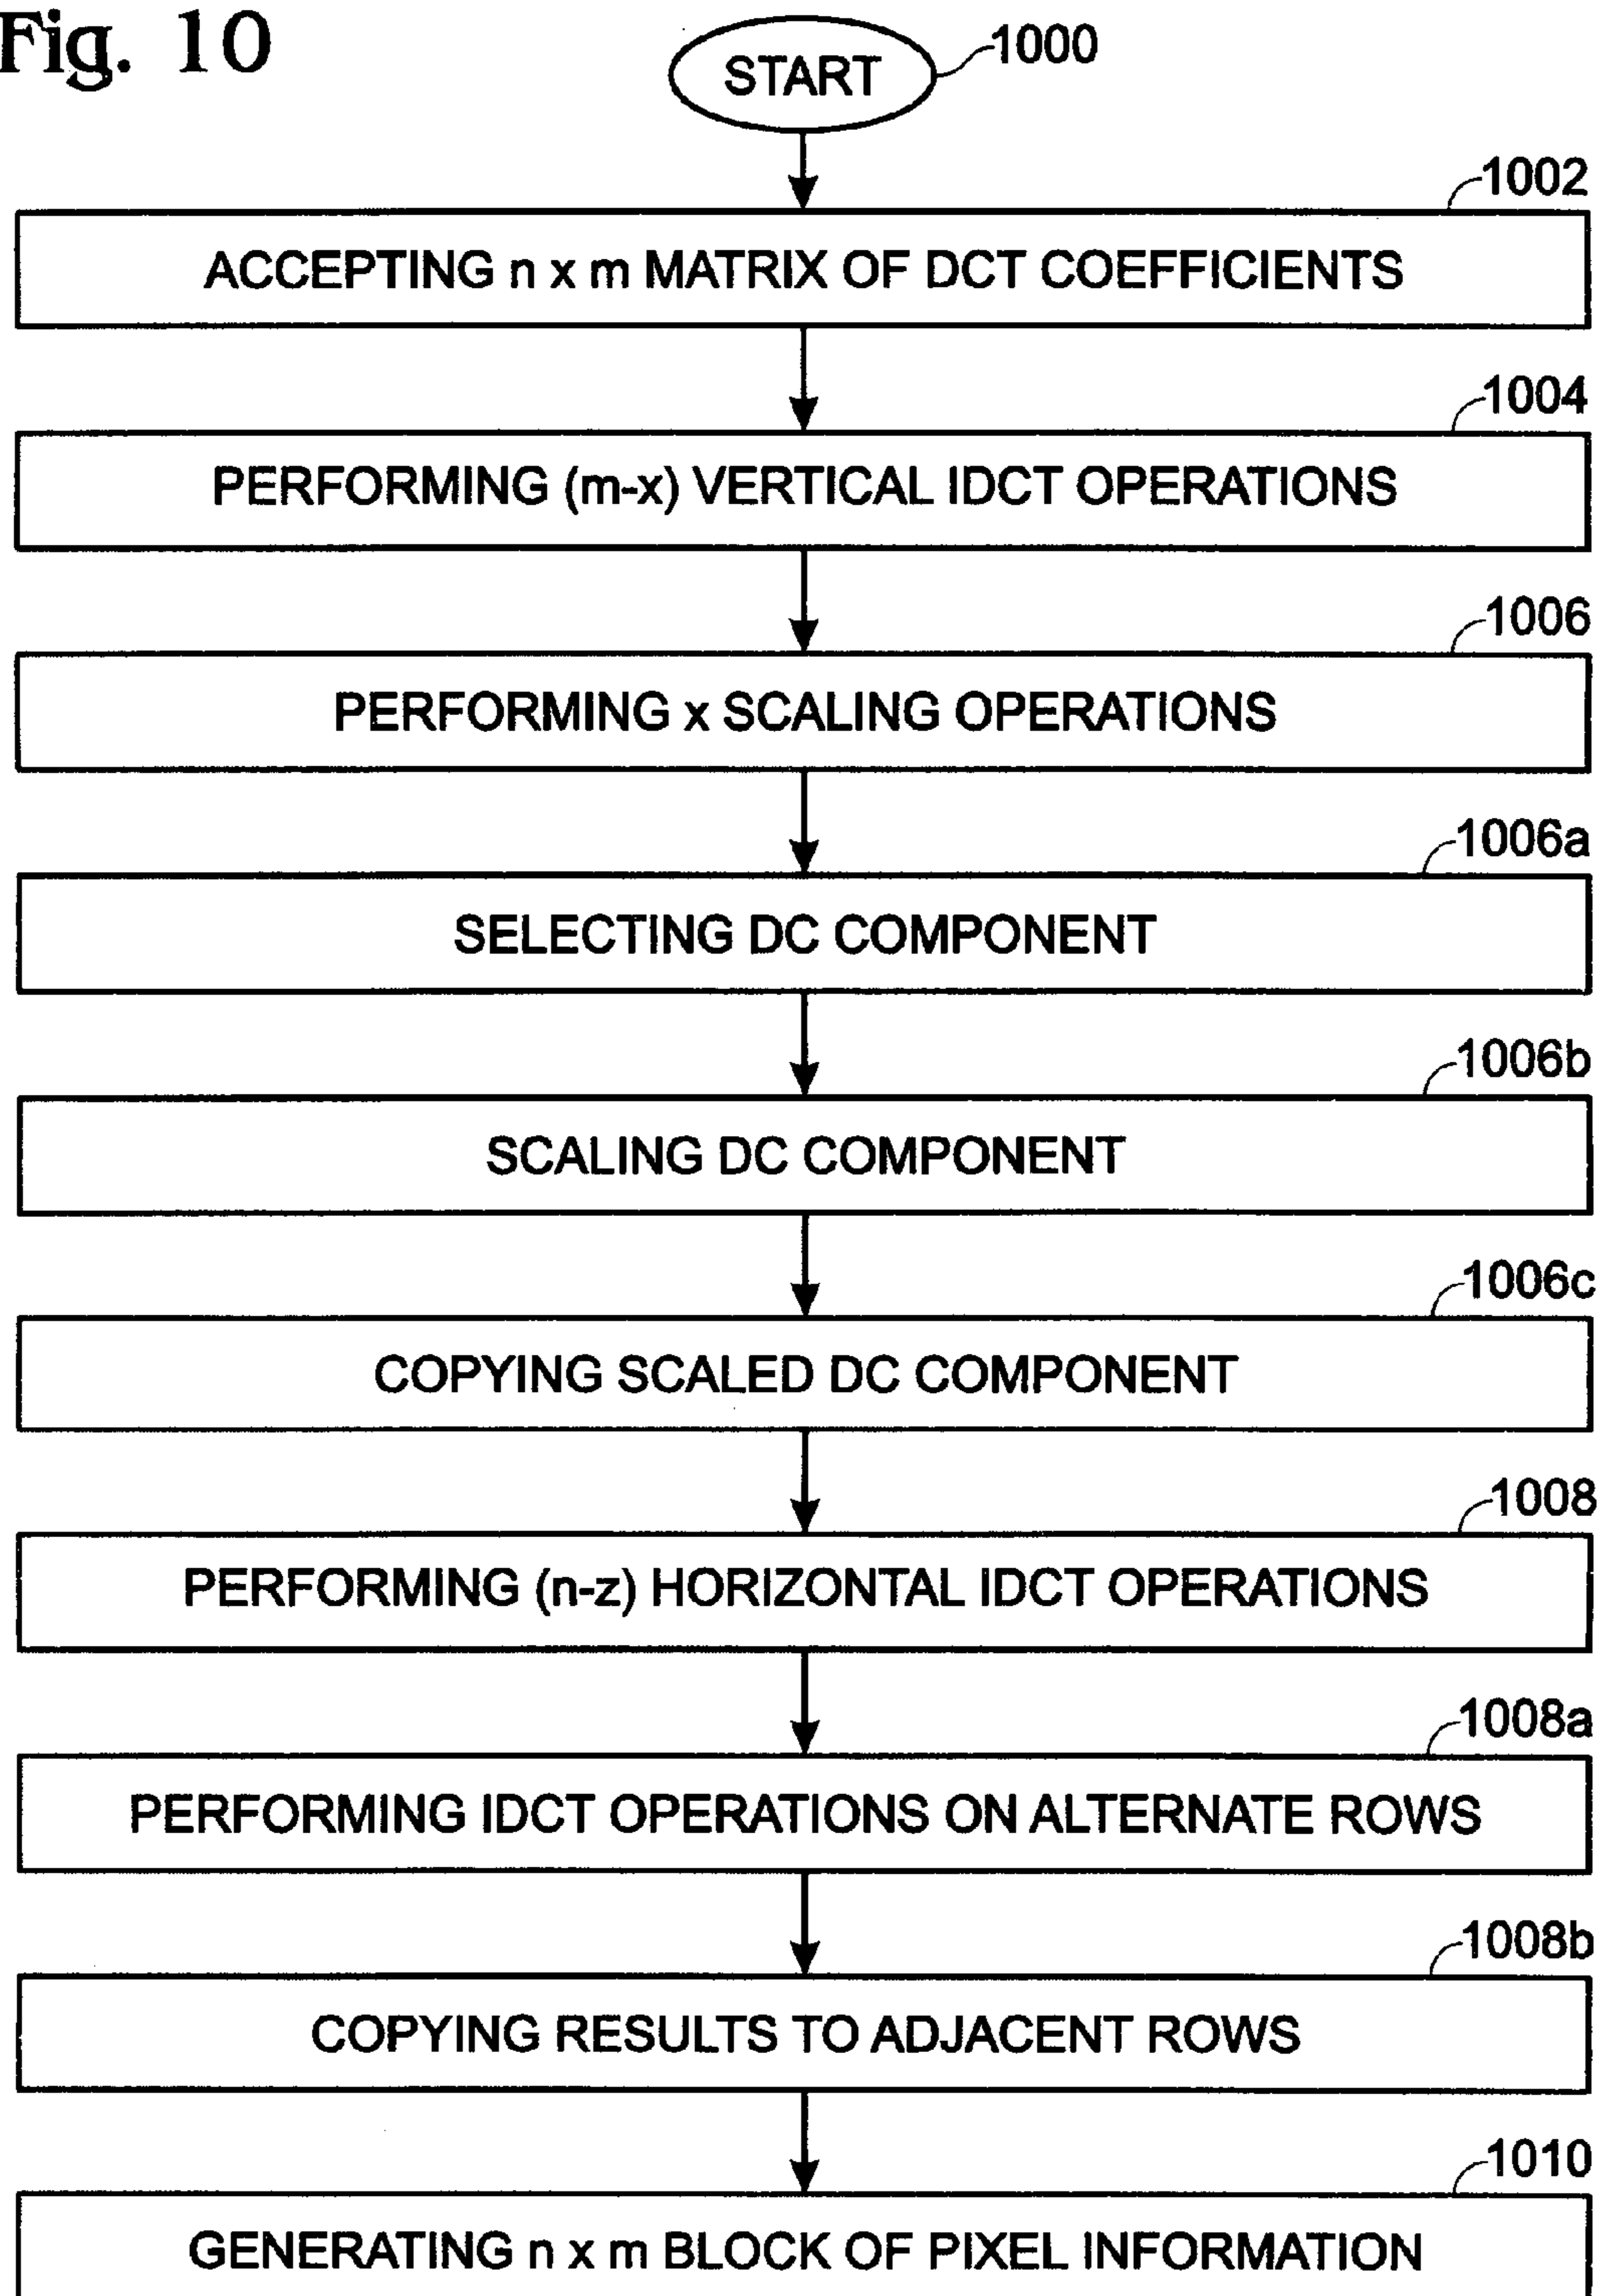 Fig. 10
START
1000
1002
ACCEPTING n x m MATRIX OF DCT COEFFICIENTS
1004
PERFORMING (m-x) VERTICAL IDCT OPERATIONS
1006
PERFORMING x SCALING OPERATIONS
1006a
SELECTING DC COMPONENT
1006b
SCALING DC COMPONENT
1006c
COPYING SCALED DC COMPONENT
1008
PERFORMING (n-z) HORIZONTAL IDCT OPERATIONS
1008a
PERFORMING IDCT OPERATIONS ON ALTERNATE ROWS
1008b
COPYING RESULTS TO ADJACENT ROWS
1010
GENERATING n x m BLOCK OF PIXEL INFORMATION